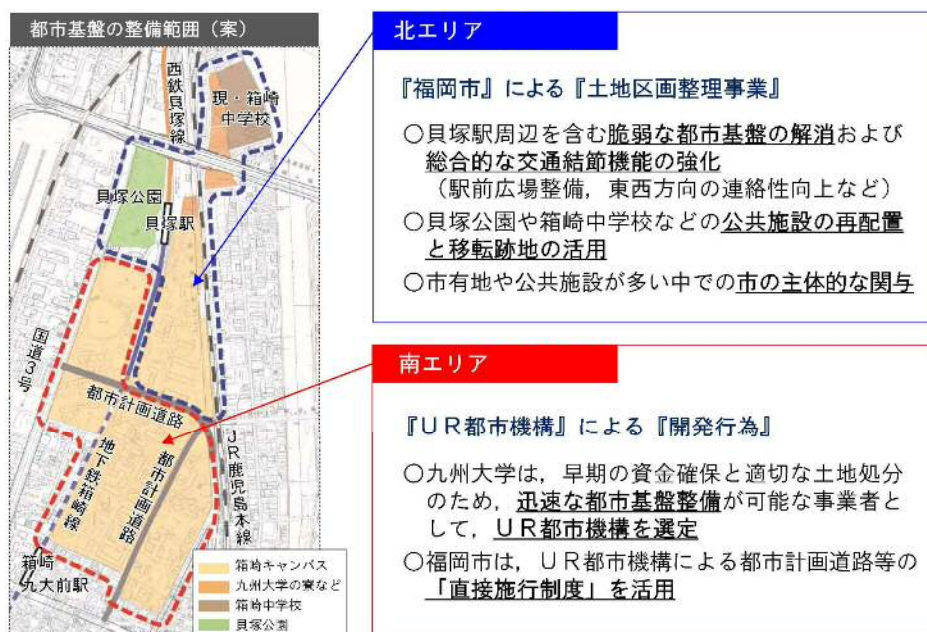 都市基盤の整備範囲（案）
西鉄貝塚線
現・箱崎
中学校
貝塚公園
貝塚駅
国道3号
都市計画道路
地下鉄箱崎線
都市計画道路
JR鹿児島本線
箱崎
九大前駅
箱崎キャンパス
九州大学の寮など
箱崎中学校
貝塚公園
北エリア
『福岡市』による『土地区画整理事業』
○貝塚駅周辺を含む脆弱な都市基盤の解消および
総合的な交通結節機能の強化
（駅前広場整備，東西方向の連絡性向上など）
○貝塚公園や箱崎中学校などの公共施設の再配置
と移転跡地の活用
○市有地や公共施設が多い中での市の主体的な関与
南エリア
『ＵＲ都市機構』による『開発行為』
○九州大学は，早期の資金確保と適切な土地処分
のため，迅速な都市基盤整備が可能な事業者と
して，ＵＲ都市機構を選定
○福岡市は，ＵＲ都市機構による都市計画道路等の
「直接施行制度」を活用